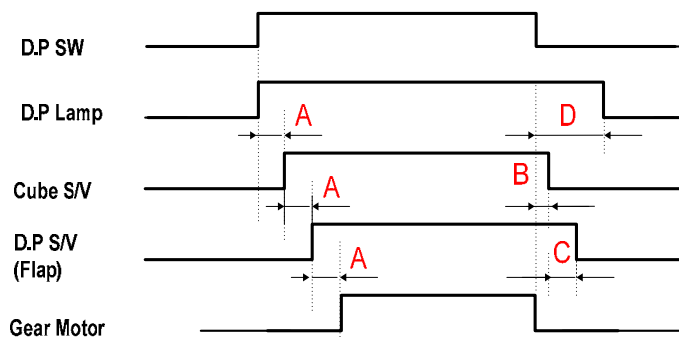 D.P SW
D.P Lamp
A
D
Cube S/V
A
B
D.P S/V
(Flap)
A
C
Gear Motor